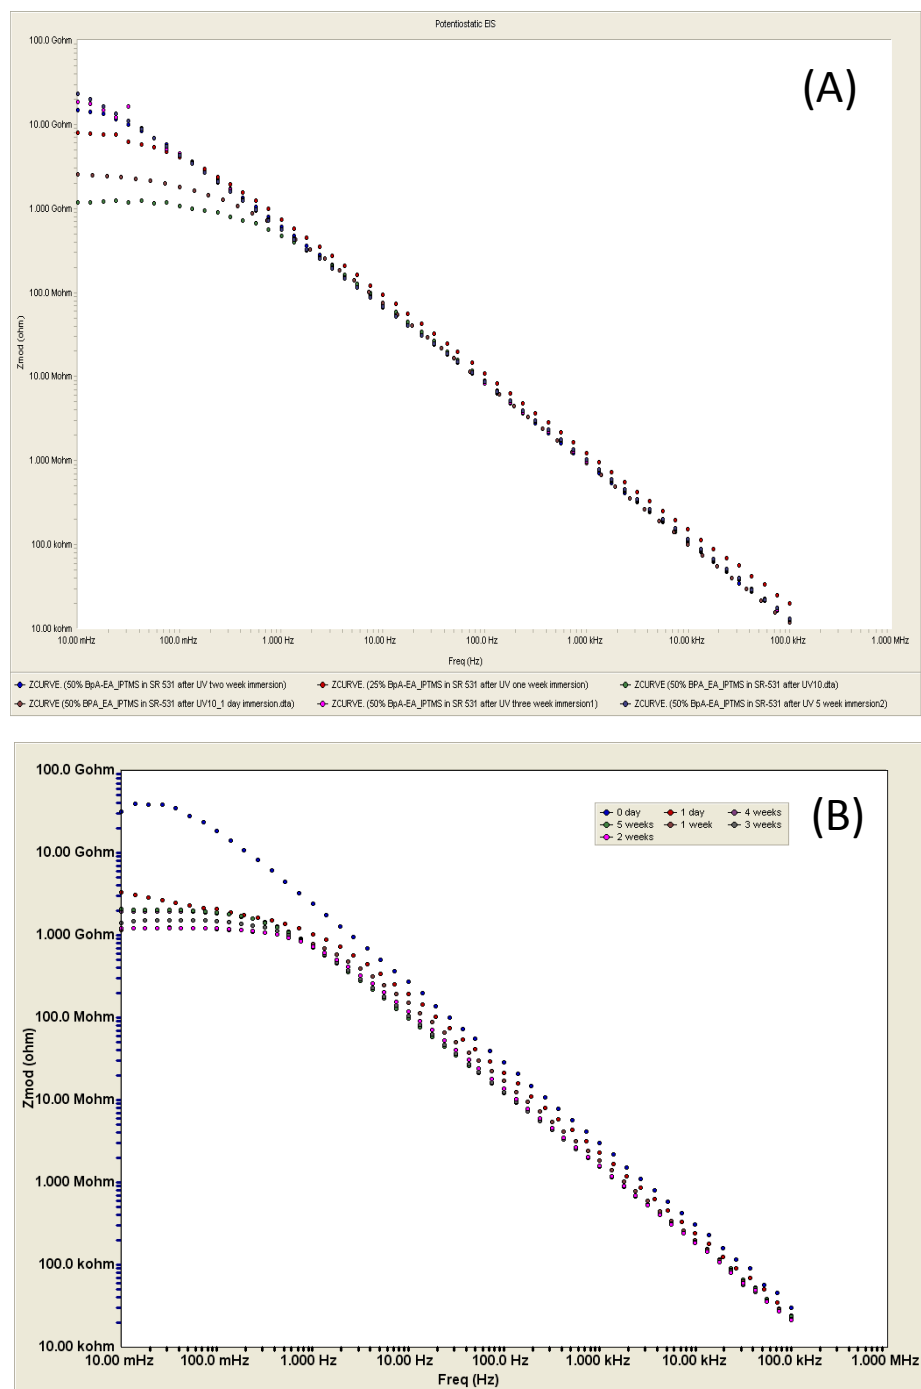 Potentiostatic EIS
(A)
100.0 Gohm
10.00 Gohm
1.000 Gohm
100.0 Mohm
10.00 Mohm
1.000 Mohm
100.0 kohm
10.00 kohm
Zmod (ohm)
10.00 mHz 100.0 mHz 1.000 Hz 10.00 Hz 100.0 Hz 1.000 kHz 10.00 kHz 100.0 kHz 1.000 MHz
Freq (Hz)
ZCURVE. (50% BpA-EA_IPTMS in SR 531 after UV two week immersion) ZCURVE. (25% BpA-EA_IPTMS in SR 531 after UV one week immersion) ZCURVE (50% BPA_EA_IPTMS in SR-531 after UV10.dta)
ZCURVE (50% BPA_EA_IPTMS in SR-531 after UV10_1 day immersion.dta) ZCURVE. (50% BpA-EA_IPTMS in SR 531 after UV three week immersion1) ZCURVE. (50% BpA-EA_IPTMS in SR 531 after UV 5 week immersion2)
(B)
100.0 Gohm
10.00 Gohm
1.000 Gohm
100.0 Mohm
10.00 Mohm
1.000 Mohm
100.0 kohm
10.00 kohm
Zmod (ohm)
0 day 1 day 4 weeks
5 weeks 1 week 3 weeks
2 weeks
10.00 mHz 100.0 mHz 1.000 Hz 10.00 Hz 100.0 Hz 1.000 kHz 10.00 kHz 100.0 kHz 1.000 MHz
Freq (Hz)